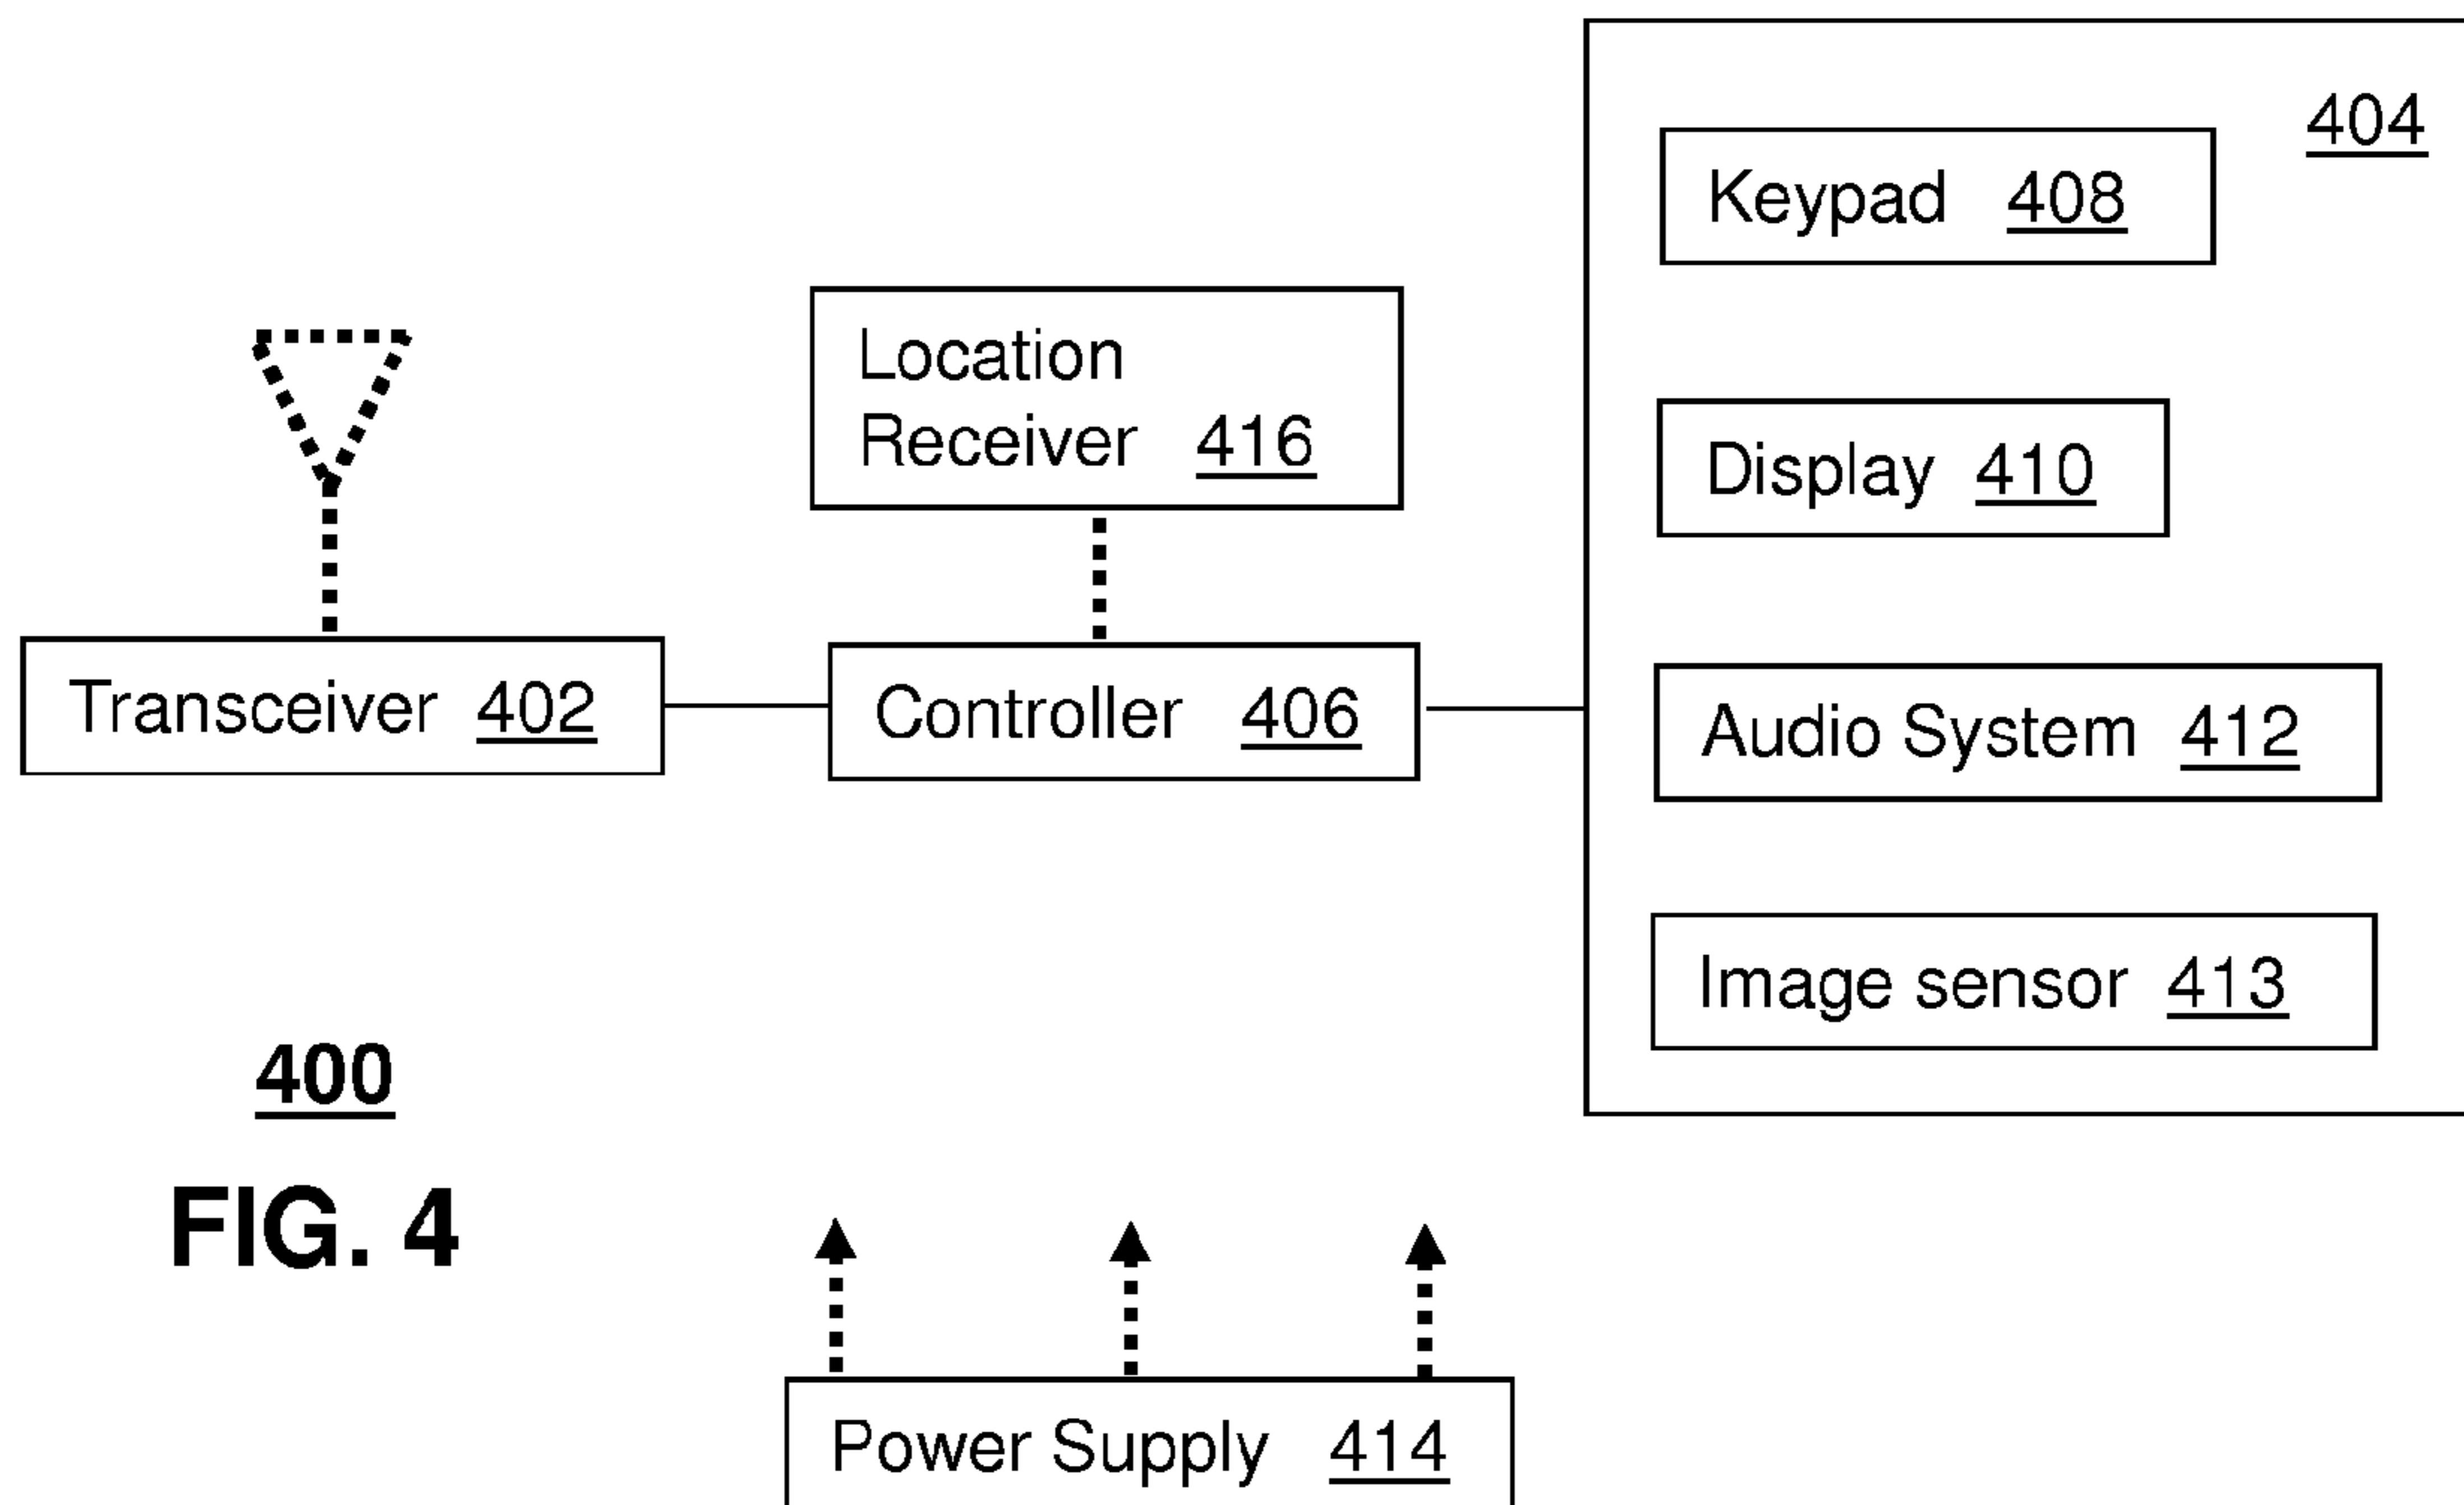 404
Keypad 408
Location
Receiver 416
Display 410
Transceiver 402
Controller 406
Audio System 412
Image sensor 413
400
FIG. 4
Power Supply 414